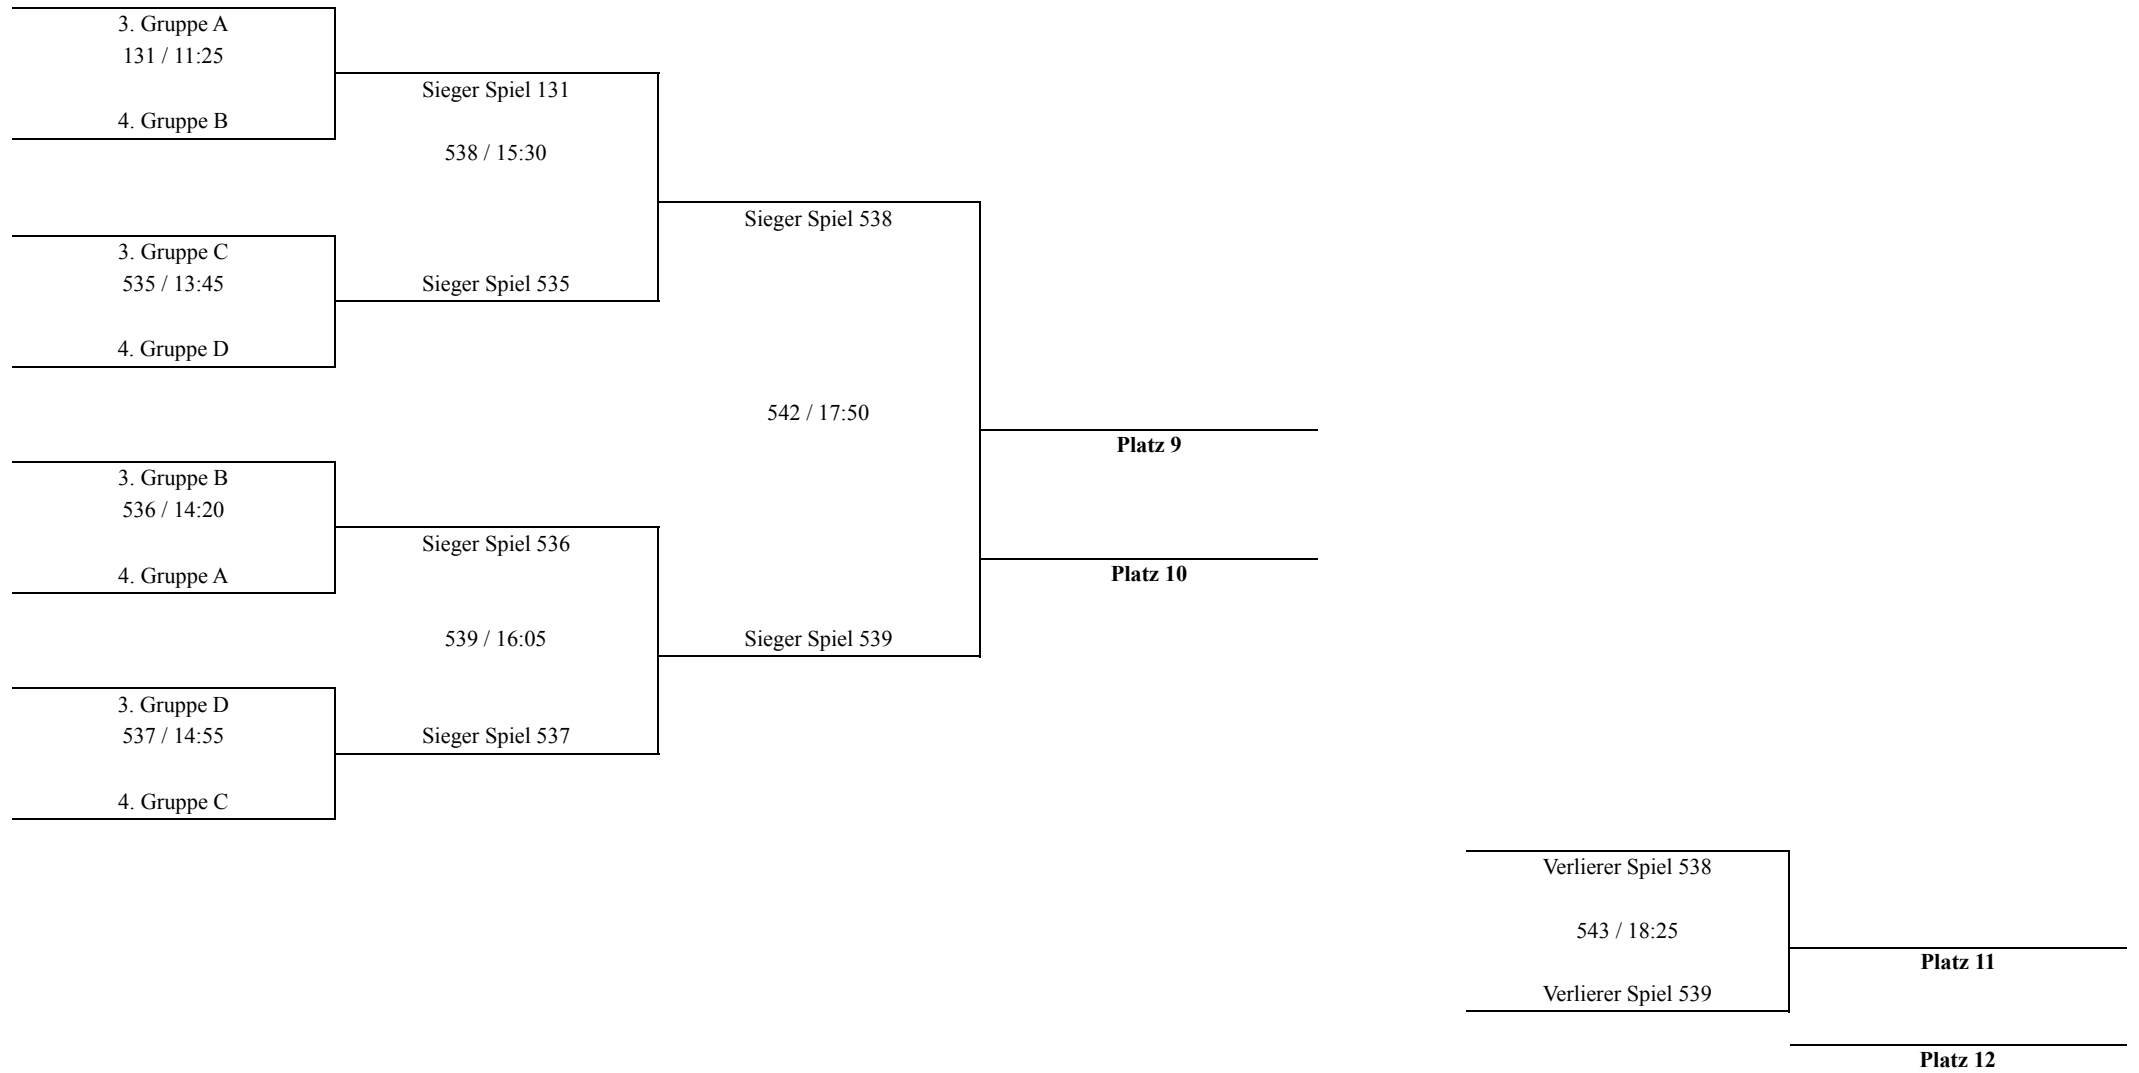 3. Gruppe A
131 / 11:25
4. Gruppe B
3. Gruppe C
535 / 13:45
4. Gruppe D
3. Gruppe B
536 / 14:20
4. Gruppe A
3. Gruppe D
537 / 14:55
4. Gruppe C
Sieger Spiel 131
538 / 15:30
Sieger Spiel 535
Sieger Spiel 536
539 / 16:05
Sieger Spiel 537
Sieger Spiel 538
542 / 17:50
Sieger Spiel 539
Platz 9
Platz 10
Verlierer Spiel 538
543 / 18:25
Verlierer Spiel 539
Platz 11
Platz 12